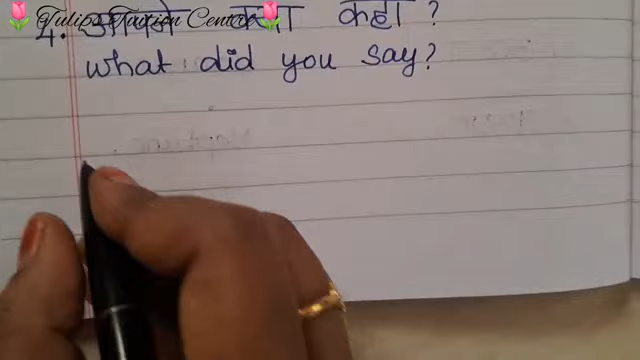 🌷Tulips Tuition Centre🌷
4. आपने क्या कहा ?
what did you say?